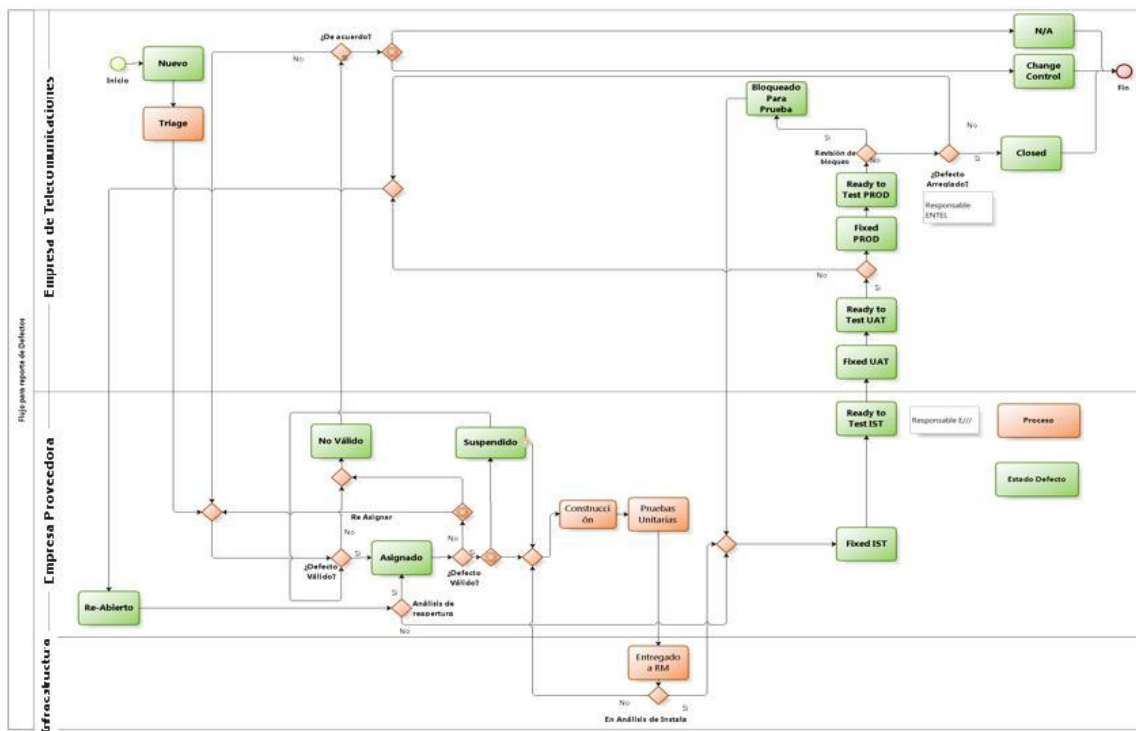 Flujo para reporte de Defectos
Empresa de Telecomunicaciones
Empresa Proveedora
Infraestructura
Inicio
Nuevo
Triage
¿De acuerdo?
No
Si
N/A
Change
Control
Fin
Bloqueado
Para
Prueba
Si
Revisión de
bloqueo
No
No
Si
Closed
¿Defecto
Arreglado?
Responsable
ENTEL
Ready to
Test PROD
Fixed
PROD
No
Si
Ready to
Test UAT
Fixed UAT
Ready to
Test IST
Responsable E///
Proceso
Estado Defecto
No Válido
Suspendido
Re Asignar
No
No
¿Defecto
Válido?
Si
Asignado
¿Defecto
Válido?
Si
Construcción
Pruebas
Unitarias
Fixed IST
Re-Abierto
Si
Análisis de
reapertura
No
Entregado
a RM
No
Si
En Análisis de Instala